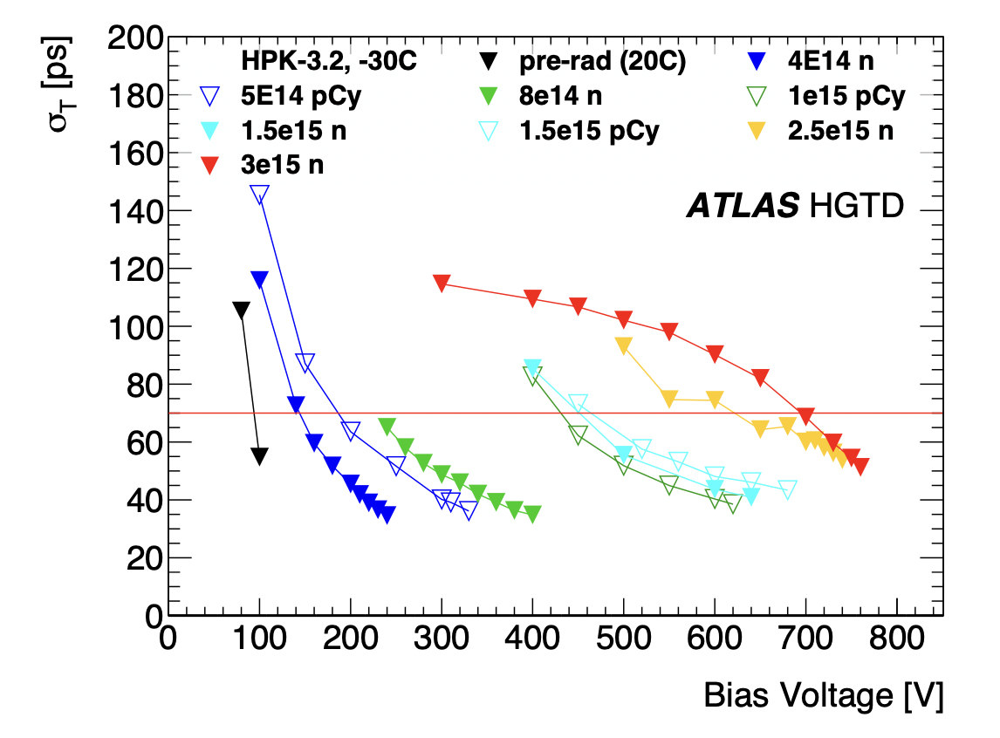 σT [ps]
200
180
160
140
120
100
80
60
40
20
0
HPK-3.2, -30C
pre-rad (20C)
4E14 n
5E14 pCy
8e14 n
1e15 pCy
1.5e15 n
1.5e15 pCy
2.5e15 n
3e15 n
ATLAS HGTD
0 100 200 300 400 500 600 700 800
Bias Voltage [V]